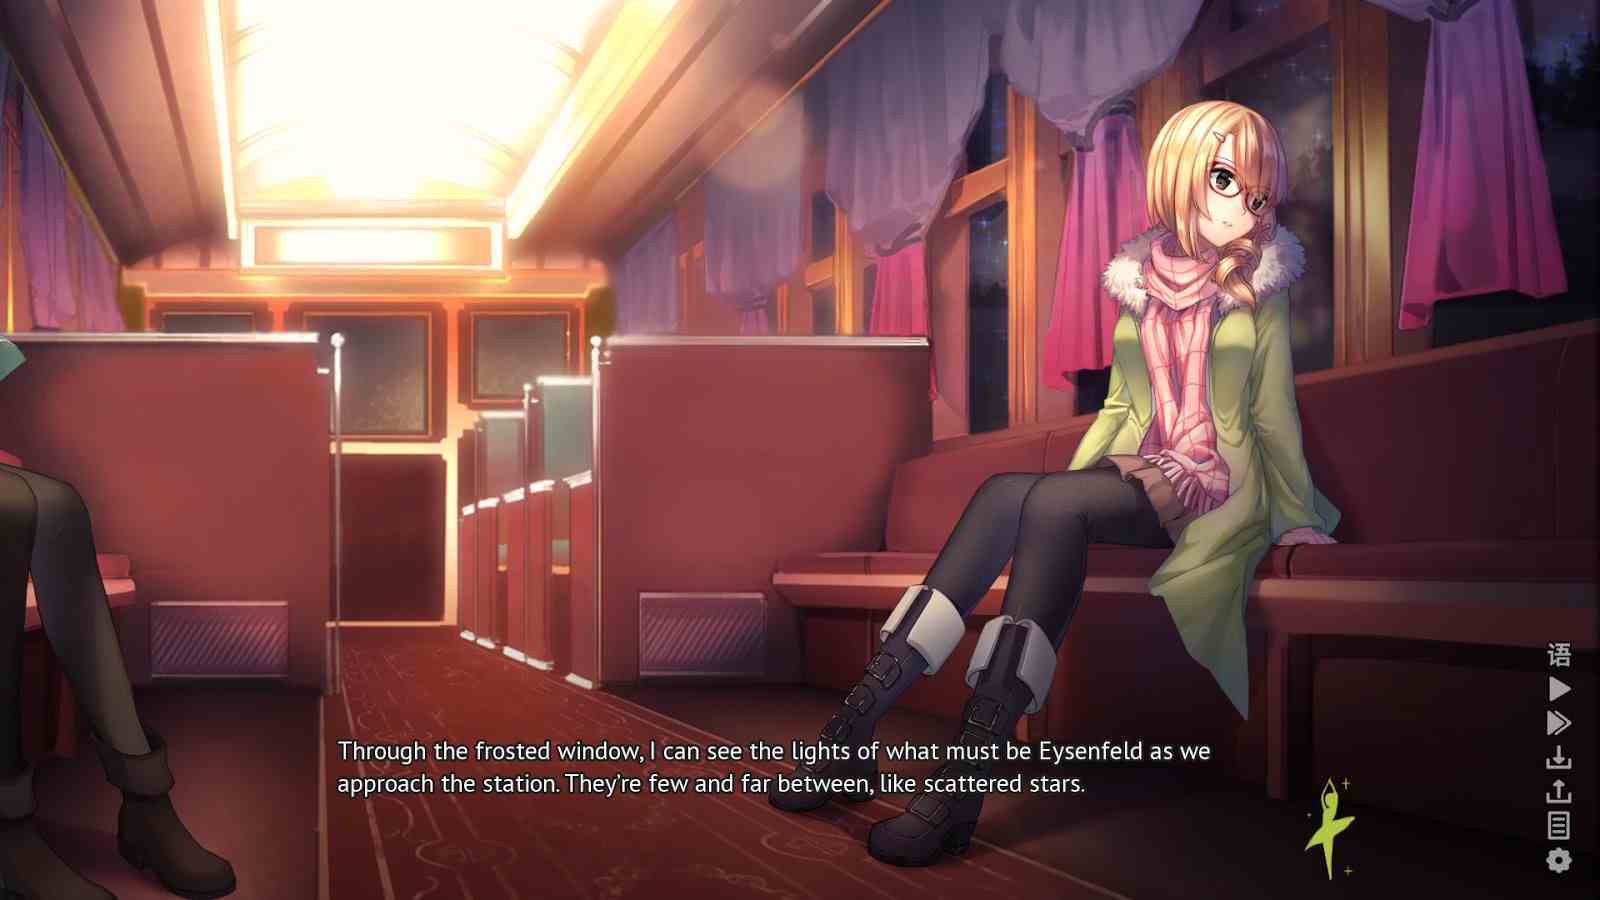 语
Through the frosted window, I can see the lights of what must be Eysenfeld as we
approach the station. They’re few and far between, like scattered stars.